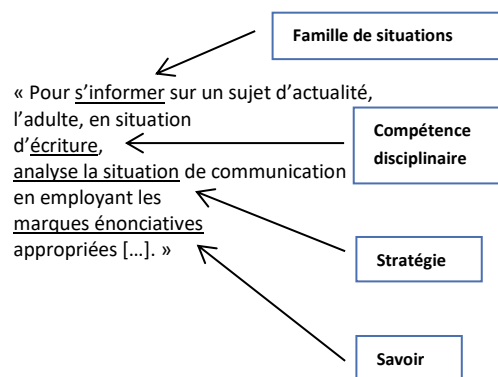 Famille de situations
« Pour s’informer sur un sujet d’actualité,
l’adulte, en situation
d’écriture,
analyse la situation de communication
en employant les
marques énonciatives
appropriées […]. »
Compétence
disciplinaire
Stratégie
Savoir